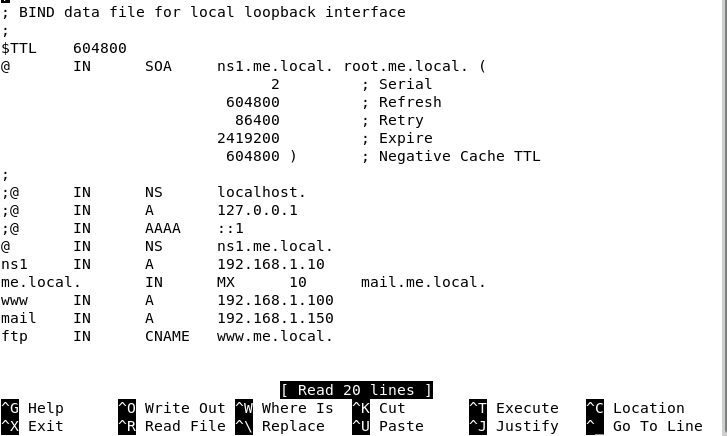 ; BIND data file for local loopback interface
;
$TTL    604800
@       IN      SOA     ns1.me.local. root.me.local. (
                              2         ; Serial
                         604800         ; Refresh
                          86400         ; Retry
                        2419200         ; Expire
                         604800 )       ; Negative Cache TTL
;
;@      IN      NS      localhost.
;@      IN      A       127.0.0.1
;@      IN      AAAA    ::1
@       IN      NS      ns1.me.local.
ns1     IN      A       192.168.1.10
me.local.       IN      MX      10      mail.me.local.
www     IN      A       192.168.1.100
mail    IN      A       192.168.1.150
ftp     IN      CNAME   www.me.local.
[ Read 20 lines ]
^G Help      ^O Write Out ^W Where Is  ^K Cut       ^T Execute   ^C Location
^X Exit      ^R Read File ^\ Replace   ^U Paste     ^J Justify   ^  Go To Line